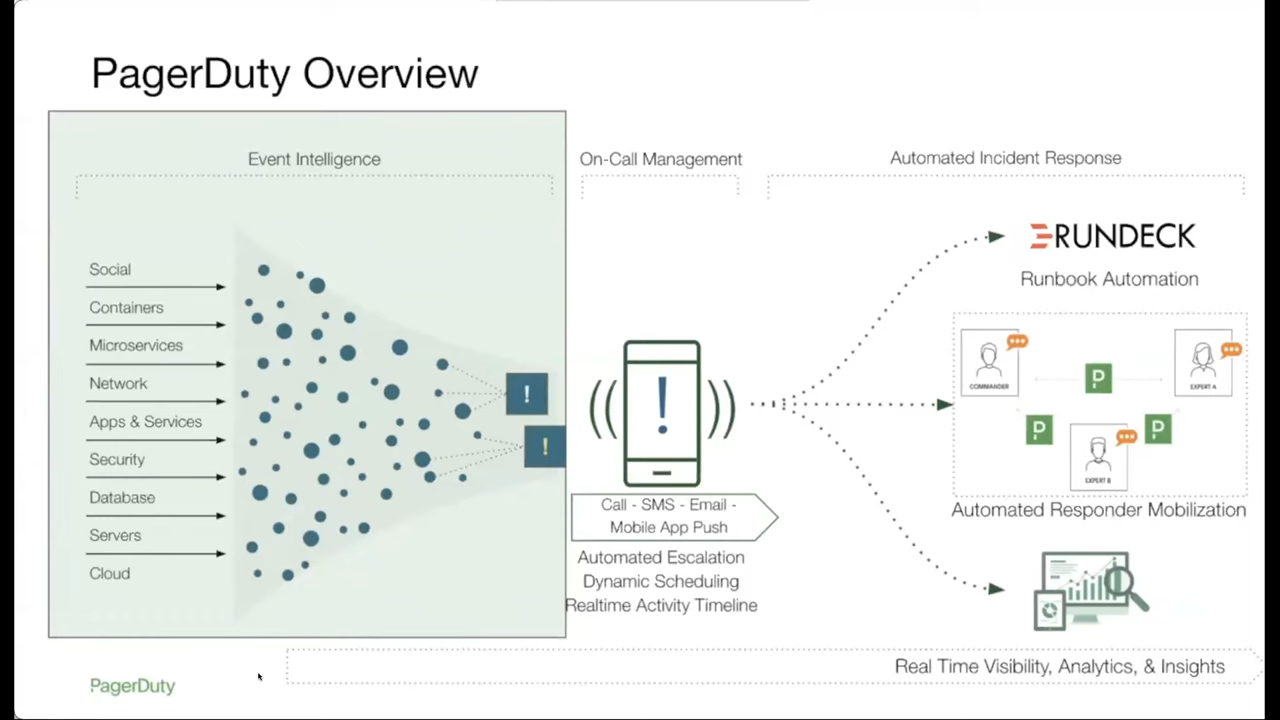 PagerDuty Overview
Event Intelligence
On-Call Management
Automated Incident Response
Social
Containers
Microservices
Network
Apps & Services
Security
Database
Servers
Cloud
!
!
!
Call - SMS - Email -
Mobile App Push
Automated Escalation
Dynamic Scheduling
Realtime Activity Timeline
RUNDECK
Runbook Automation
COMMANDER
P
EXPERT A
P
P
EXPERT B
Automated Responder Mobilization
Real Time Visibility, Analytics, & Insights
PagerDuty